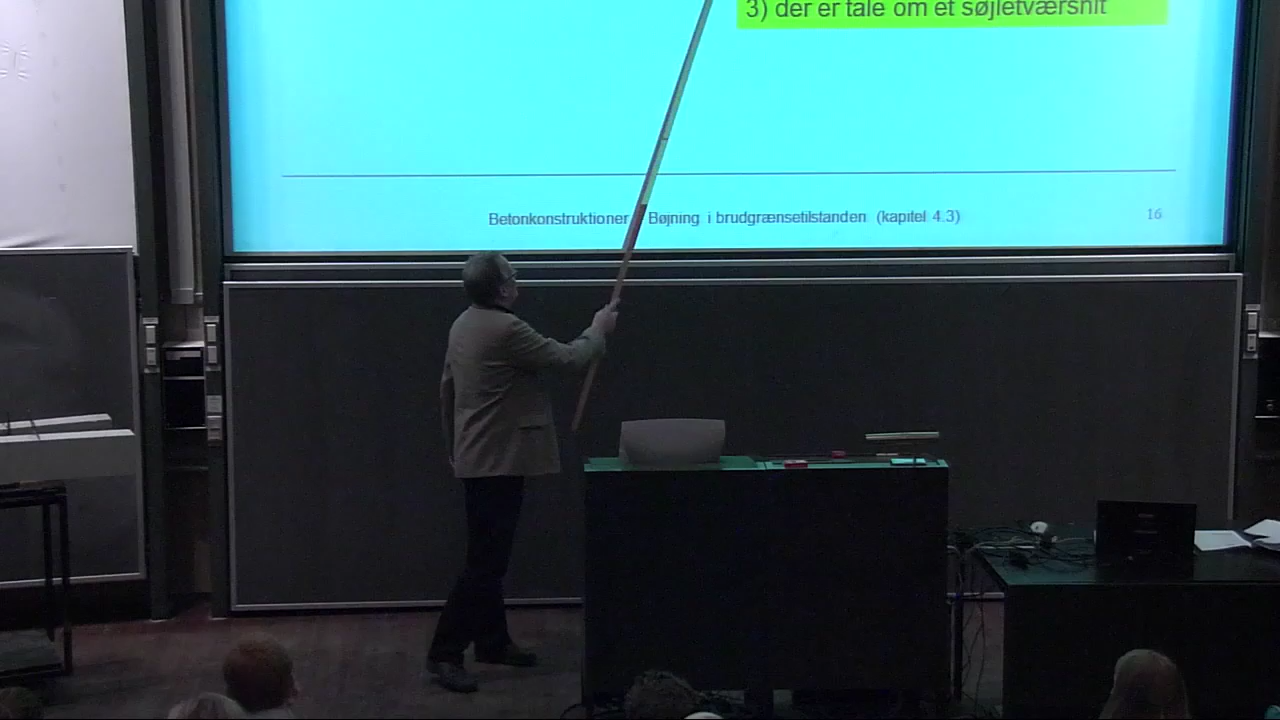 3) der er tale om et søjletværsnit
Betonkonstruktioner Bøjning i brudgrænsetilstanden (kapitel 4.3)
16